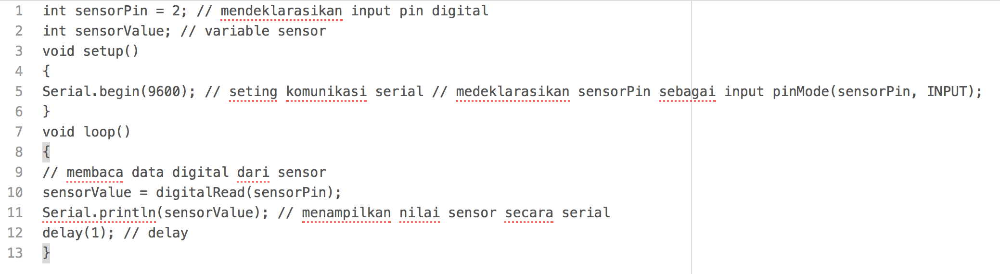 1 int sensorPin = 2; // mendeklarasikan input pin digital
2 int sensorValue; // variable sensor
3 void setup()
4 {
5 Serial.begin(9600); // seting komunikasi serial // medeklarasikan sensorPin sebagai input pinMode(sensorPin, INPUT);
6 }
7 void loop()
8 {
9 // membaca data digital dari sensor
10 sensorValue = digitalRead(sensorPin);
11 Serial.println(sensorValue); // menampilkan nilai sensor secara serial
12 delay(1); // delay
13 }